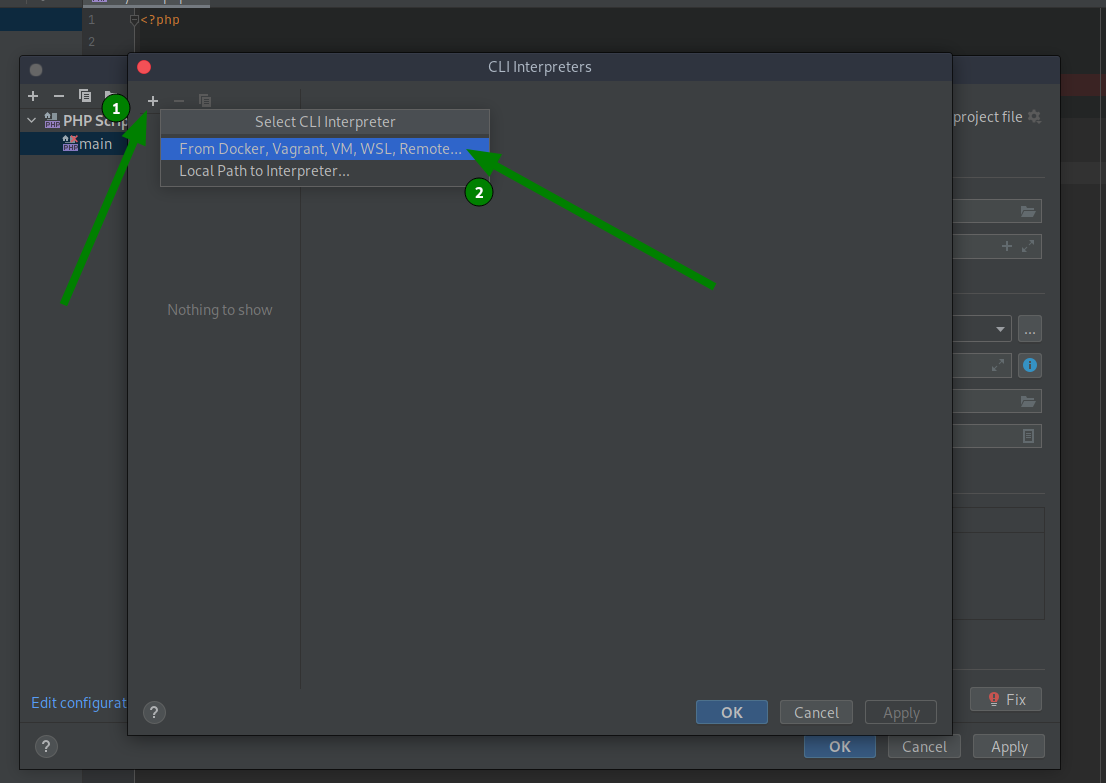 1
<?php
2
CLI Interpreters
1
PHP Scrip
main
Select CLI Interpreter
From Docker, Vagrant, VM, WSL, Remote...
Local Path to Interpreter...
2
project file
...
Nothing to show
Edit configurat
Fix
?
OK
Cancel
Apply
?
OK
Cancel
Apply